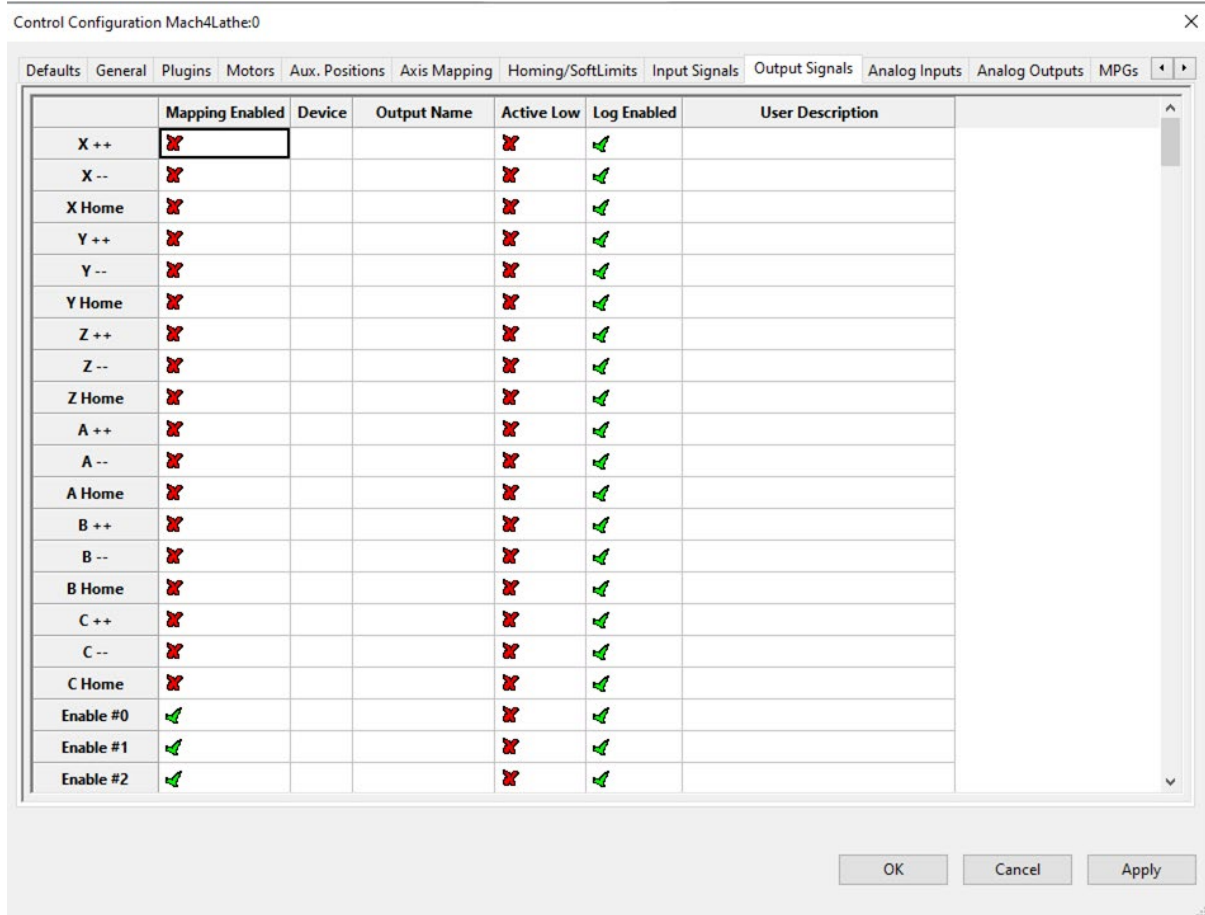 Control Configuration Mach4Lathe:0
Defaults General Plugins Motors Aux. Positions Axis Mapping Homing/SoftLimits Input Signals Output Signals Analog Inputs Analog Outputs MPGs
Mapping Enabled Device Output Name Active Low Log Enabled User Description
X ++
X --
X Home
Y ++
Y --
Y Home
Z ++
Z --
Z Home
A ++
A --
A Home
B ++
B --
B Home
C ++
C --
C Home
Enable #0
Enable #1
Enable #2
OK Cancel Apply